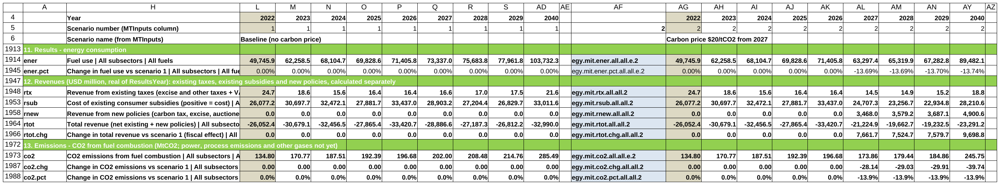 A H L M N O P Q R S AD AE AF AG AH AI AJ AK AL AM AN AY AZ
4 Year 2022 2023 2024 2025 2026 2027 2028 2029 2040 2022 2023 2024 2025 2026 2027 2028 2029 2040
5 Scenario number (MTInputs column) 1 1 1 1 1 1 1 1 1 2 2 2 2 2 2 2 2 2 2
6 Scenario name (from MTInputs) Baseline (no carbon price) Carbon price $20/tCO2 from 2027
1913 11. Results - energy consumption
1914 ener Fuel use | All subsectors | All fuels 49,745.9 62,258.5 68,104.7 69,828.6 71,405.8 73,337.0 75,683.8 77,961.8 103,732.3 egy.mit.ener.all.all.e.2 49,745.9 62,258.5 68,104.7 69,828.6 71,405.8 63,297.4 65,319.9 67,282.8 89,482.1
1945 ener.pct Change in fuel use vs scenario 1 | All subsectors | All fue 0.00% 0.00% 0.00% 0.00% 0.00% 0.00% 0.00% 0.00% 0.00% egy.mit.ener.pct.all.all.e.2 0.00% 0.00% 0.00% 0.00% 0.00% -13.69% -13.69% -13.70% -13.74%
1947 12. Revenues (USD million, real of ResultsYear): existing taxes, existing subsidies and new policies, calculated separately
1948 rtx Revenue from existing taxes (excise and other taxes + VA 24.7 18.6 15.6 16.4 16.4 16.6 17.0 17.5 21.6 egy.mit.rtx.all.all.2 24.7 18.6 15.6 16.4 16.4 14.5 14.9 15.2 18.8
1953 rsub Cost of existing consumer subsidies (positive = cost) | A 26,077.2 30,697.7 32,472.1 27,881.7 33,437.0 28,903.2 27,204.4 26,829.7 33,011.6 egy.mit.rsub.all.all.2 26,077.2 30,697.7 32,472.1 27,881.7 33,437.0 24,707.3 23,256.7 22,934.8 28,210.6
1958 rnew Revenue from new policies (carbon tax, excise, auctione 0.0 0.0 0.0 0.0 0.0 0.0 0.0 0.0 0.0 egy.mit.rnew.all.all.2 0.0 0.0 0.0 0.0 0.0 3,468.0 3,579.2 3,687.1 4,900.6
1964 rtot Total revenue (net existing + new policies) | All subsecto -26,052.4 -30,679.1 -32,456.5 -27,865.4 -33,420.7 -28,886.6 -27,187.3 -26,812.2 -32,990.0 egy.mit.rtot.all.all.2 -26,052.4 -30,679.1 -32,456.5 -27,865.4 -33,420.7 -21,224.9 -19,662.7 -19,232.5 -23,291.2
1966 rtot.chg Change in total revenue vs scenario 1 (fiscal effect) | All 0.0 0.0 0.0 0.0 0.0 0.0 0.0 0.0 0.0 egy.mit.rtot.chg.all.all.2 0.0 0.0 0.0 0.0 0.0 7,661.7 7,524.7 7,579.7 9,698.8
1972 13. Emissions - CO2 from fuel combustion (MtCO2; power, process emissions and other gases not yet)
1973 co2 CO2 emissions from fuel combustion | All subsectors | A 134.80 170.77 187.51 192.39 196.68 202.00 208.48 214.76 285.49 egy.mit.co2.all.all.e.2 134.80 170.77 187.51 192.39 196.68 173.86 179.44 184.86 245.75
1987 co2.chg Change in CO2 emissions vs scenario 1 | All subsectors 0.00 0.00 0.00 0.00 0.00 0.00 0.00 0.00 0.00 egy.mit.co2.chg.all.all.2 0.00 0.00 0.00 0.00 0.00 -28.14 -29.03 -29.91 -39.74
1988 co2.pct Change in CO2 emissions vs scenario 1 | All subsectors 0.0% 0.0% 0.0% 0.0% 0.0% 0.0% 0.0% 0.0% 0.0% egy.mit.co2.pct.all.all.2 0.0% 0.0% 0.0% 0.0% 0.0% -13.9% -13.9% -13.9% -13.9%